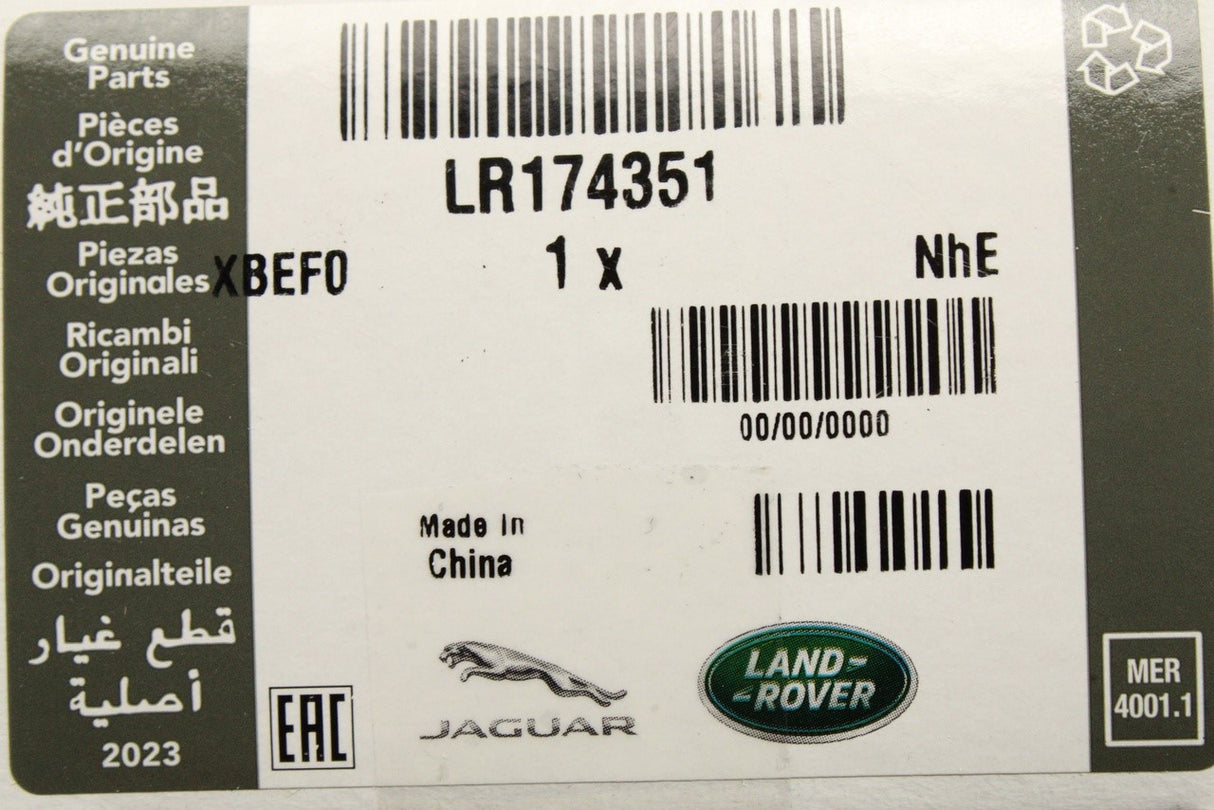 Genuine
Parts
Pièces
d’Origine
純正部品
Piezas
Originales
Ricambi
Originali
Originele
Onderdelen
Peças
Genuinas
Originalteile
قطع غيار
أصلية
2023
LR174351
XBEF0
1 x
NhE
00/00/0000
Made In
China
EAC
JAGUAR
LAND-
-ROVER
MER
4001.1